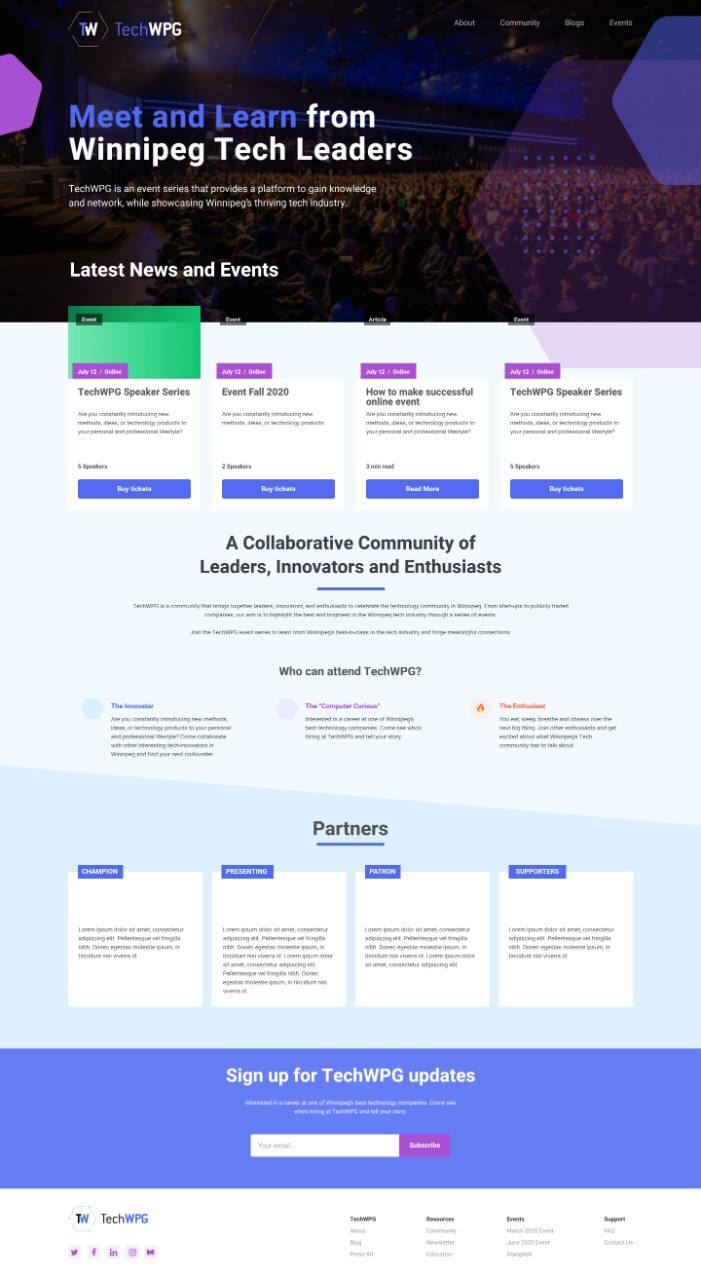 TW TechWPG
About Community Blogs Events
Meet and Learn from
Winnipeg Tech Leaders
TechWPG is an event series that provides a platform to gain knowledge
and network, while showcasing Winnipeg's thriving tech industry.
Latest News and Events
Event
July 12 / Online
TechWPG Speaker Series
Are you constantly introducing new
methods, ideas, or technology products to
your personal and professional lifestyle?
5 Speakers
Buy tickets
Event
July 12 / Online
Event Fall 2020
Are you constantly introducing new
methods, ideas, or technology products
2 Speakers
Buy tickets
Article
July 12 / Online
How to make successful
online event
Are you constantly introducing new
methods, ideas, or technology products to
your personal and professional lifestyle?
3 min read
Read More
Event
July 12 / Online
TechWPG Speaker Series
Are you constantly introducing new
methods, ideas, or technology products to
your personal and professional lifestyle?
5 Speakers
Buy tickets
A Collaborative Community of
Leaders, Innovators and Enthusiasts
TechWPG is a community that brings together leaders, innovators, and enthusiasts to celebrate the technology community in Winnipeg. From start-ups to publicly traded
companies, our aim is to highlight the best and brightest in the Winnipeg tech industry through a series of events.
Join the TechWPG event series to learn from Winnipeg's best-in-class in the tech industry and forge meaningful connections.
Who can attend TechWPG?
The Innovator
Are you constantly introducing new methods,
ideas, or technology products to your personal
and professional lifestyle? Come collaborate
with other interesting tech-innovators in
Winnipeg and find your next co-founder.
The "Computer Curious"
Interested in a career at one of Winnipeg's
best technology companies. Come see who's
hiring at TechWPG and tell your story.
The Enthusiast
You eat, sleep, breathe and obsess over the
next big thing. Join other enthusiasts and get
excited about what Winnipeg's Tech
community has to talk about.
Partners
CHAMPION
Lorem ipsum dolor sit amet, consectetur
adipiscing elit. Pellentesque vel fringilla
nibh. Donec egestas molestie ipsum, in
tincidunt nisi viverra id.
PRESENTING
Lorem ipsum dolor sit amet, consectetur
adipiscing elit. Pellentesque vel fringilla
nibh. Donec egestas molestie ipsum, in
tincidunt nisi viverra id. Lorem ipsum dolor
sit amet, consectetur adipiscing elit.
Pellentesque vel fringilla nibh. Donec
egestas molestie ipsum, in tincidunt nisi
viverra id.
PATRON
Lorem ipsum dolor sit amet, consectetur
adipiscing elit. Pellentesque vel fringilla
nibh. Donec egestas molestie ipsum, in
tincidunt nisi viverra id. Lorem ipsum dolor
sit amet, consectetur adipiscing elit.
SUPPORTERS
Lorem ipsum dolor sit amet, consectetur
adipiscing elit. Pellentesque vel fringilla
nibh. Donec egestas molestie ipsum, in
tincidunt nisi viverra id.
Sign up for TechWPG updates
Interested in a career at one of Winnipeg's best technology companies. Come see
who's hiring at TechWPG and tell your story.
Your email...
Subscribe
TW TechWPG
TechWPG
About
Blog
Press Kit
Resources
Community
Newsletter
Education
Events
March 2020 Event
June 2020 Event
Disrupted
Support
FAQ
Contact Us